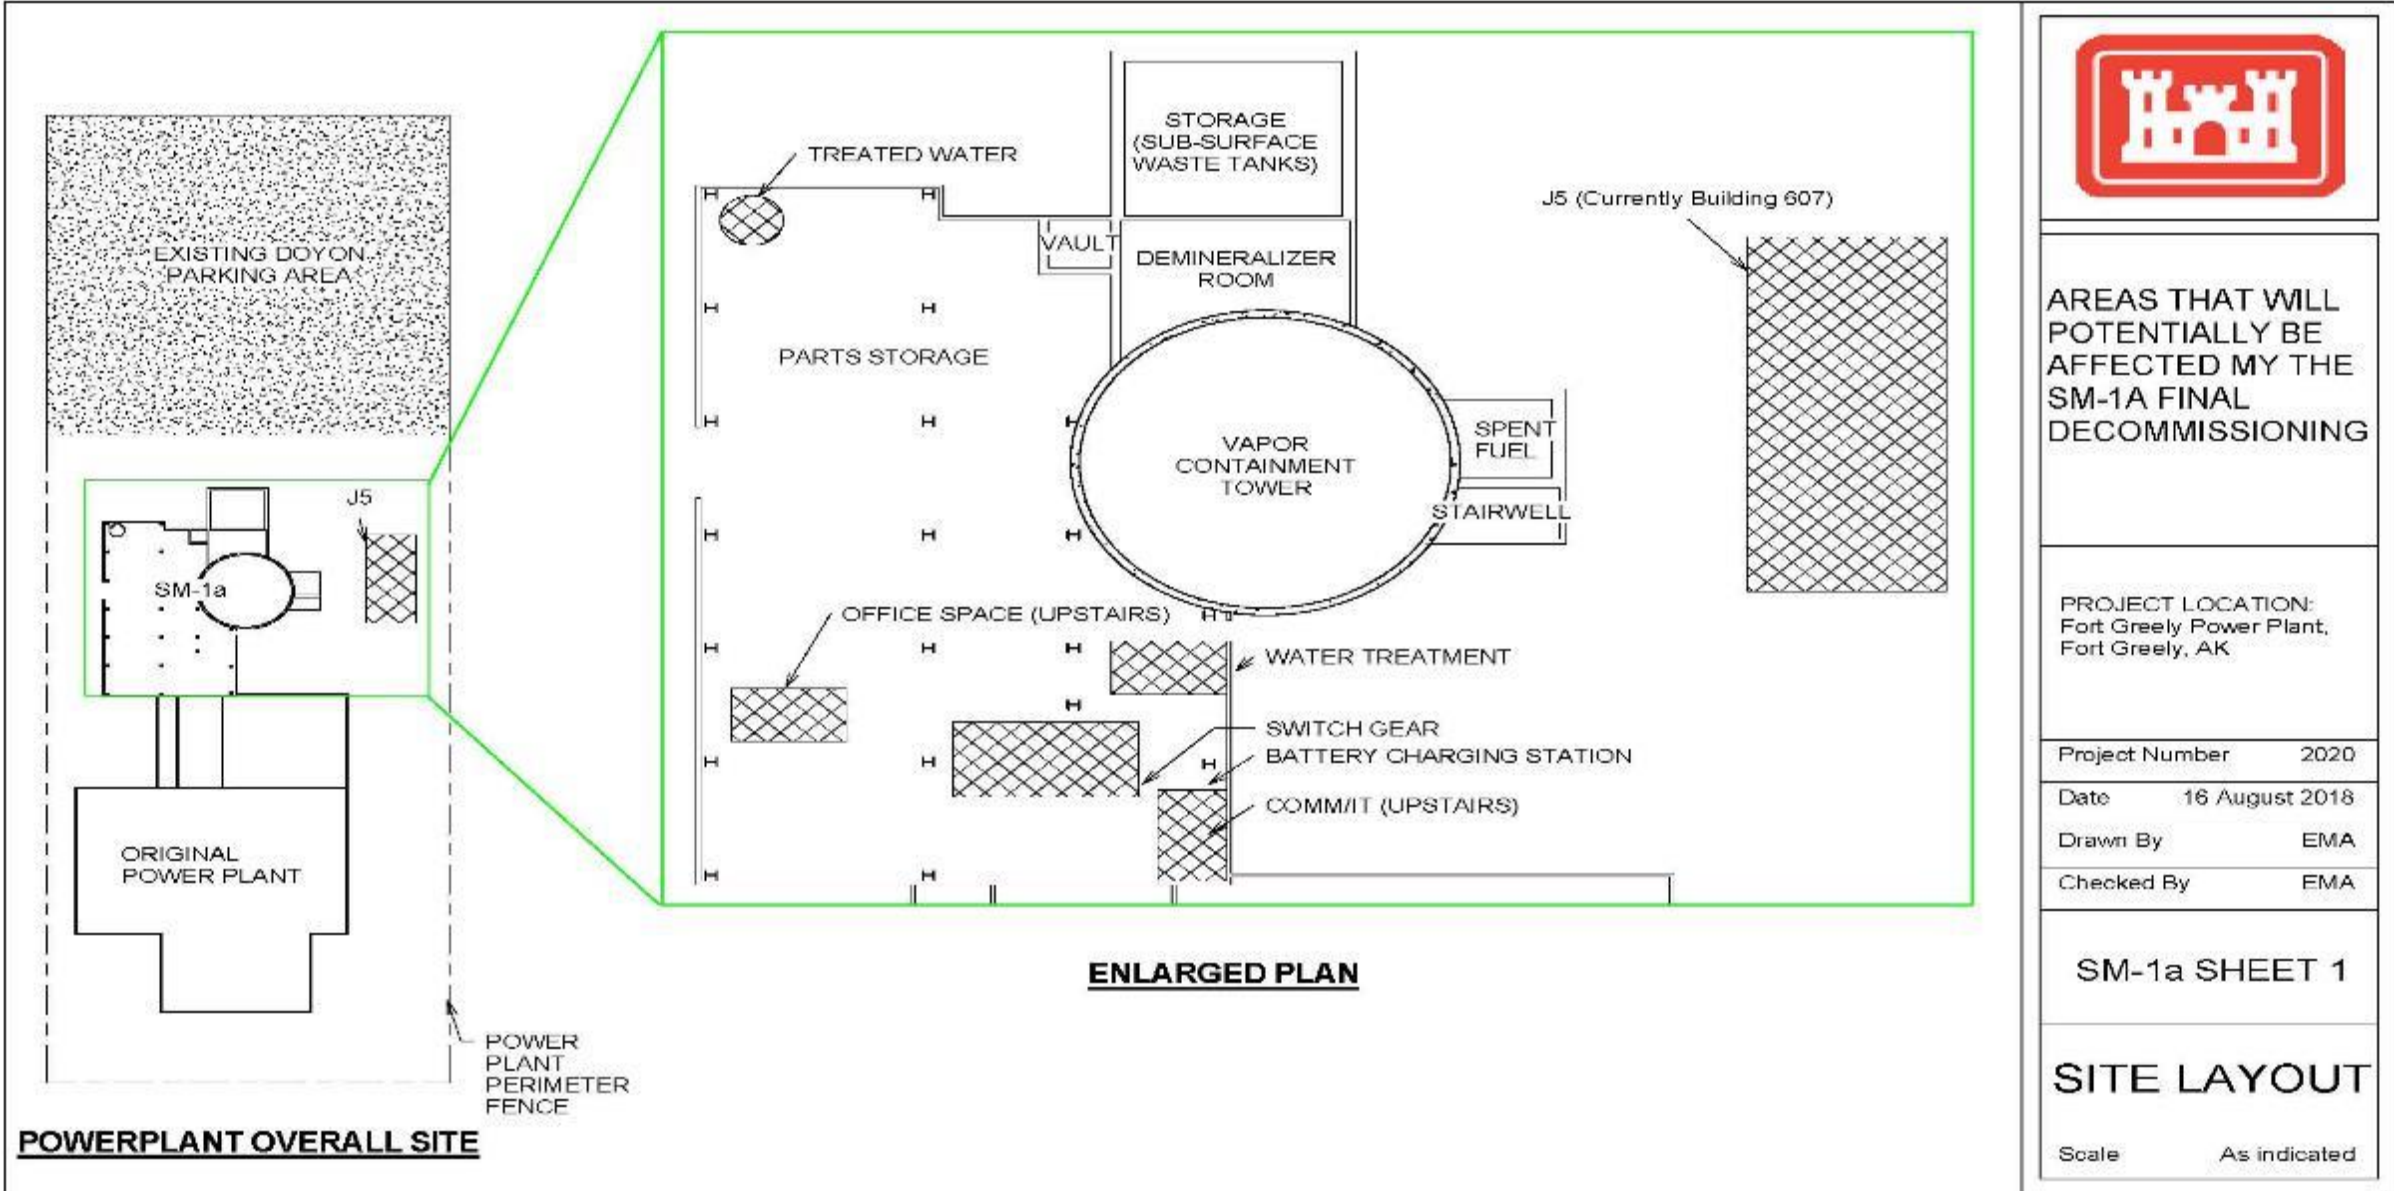 EXISTING DOYON
PARKING AREA
J5
SM-1a
ORIGINAL
POWER PLANT
POWER
PLANT
PERIMETER
FENCE
POWERPLANT OVERALL SITE
TREATED WATER
STORAGE
(SUB-SURFACE
WASTE TANKS)
J5 (Currently Building 607)
VAULT
DEMINERALIZER
ROOM
PARTS STORAGE
VAPOR
CONTAINMENT
TOWER
SPENT
FUEL
STAIRWELL
OFFICE SPACE (UPSTAIRS)
WATER TREATMENT
SWITCH GEAR
BATTERY CHARGING STATION
COMM/IT (UPSTAIRS)
ENLARGED PLAN
AREAS THAT WILL
POTENTIALLY BE
AFFECTED MY THE
SM-1A FINAL
DECOMMISSIONING
PROJECT LOCATION:
Fort Greely Power Plant,
Fort Greely, AK
Project Number 2020
Date 16 August 2018
Drawn By EMA
Checked By EMA
SM-1a SHEET 1
SITE LAYOUT
Scale As indicated